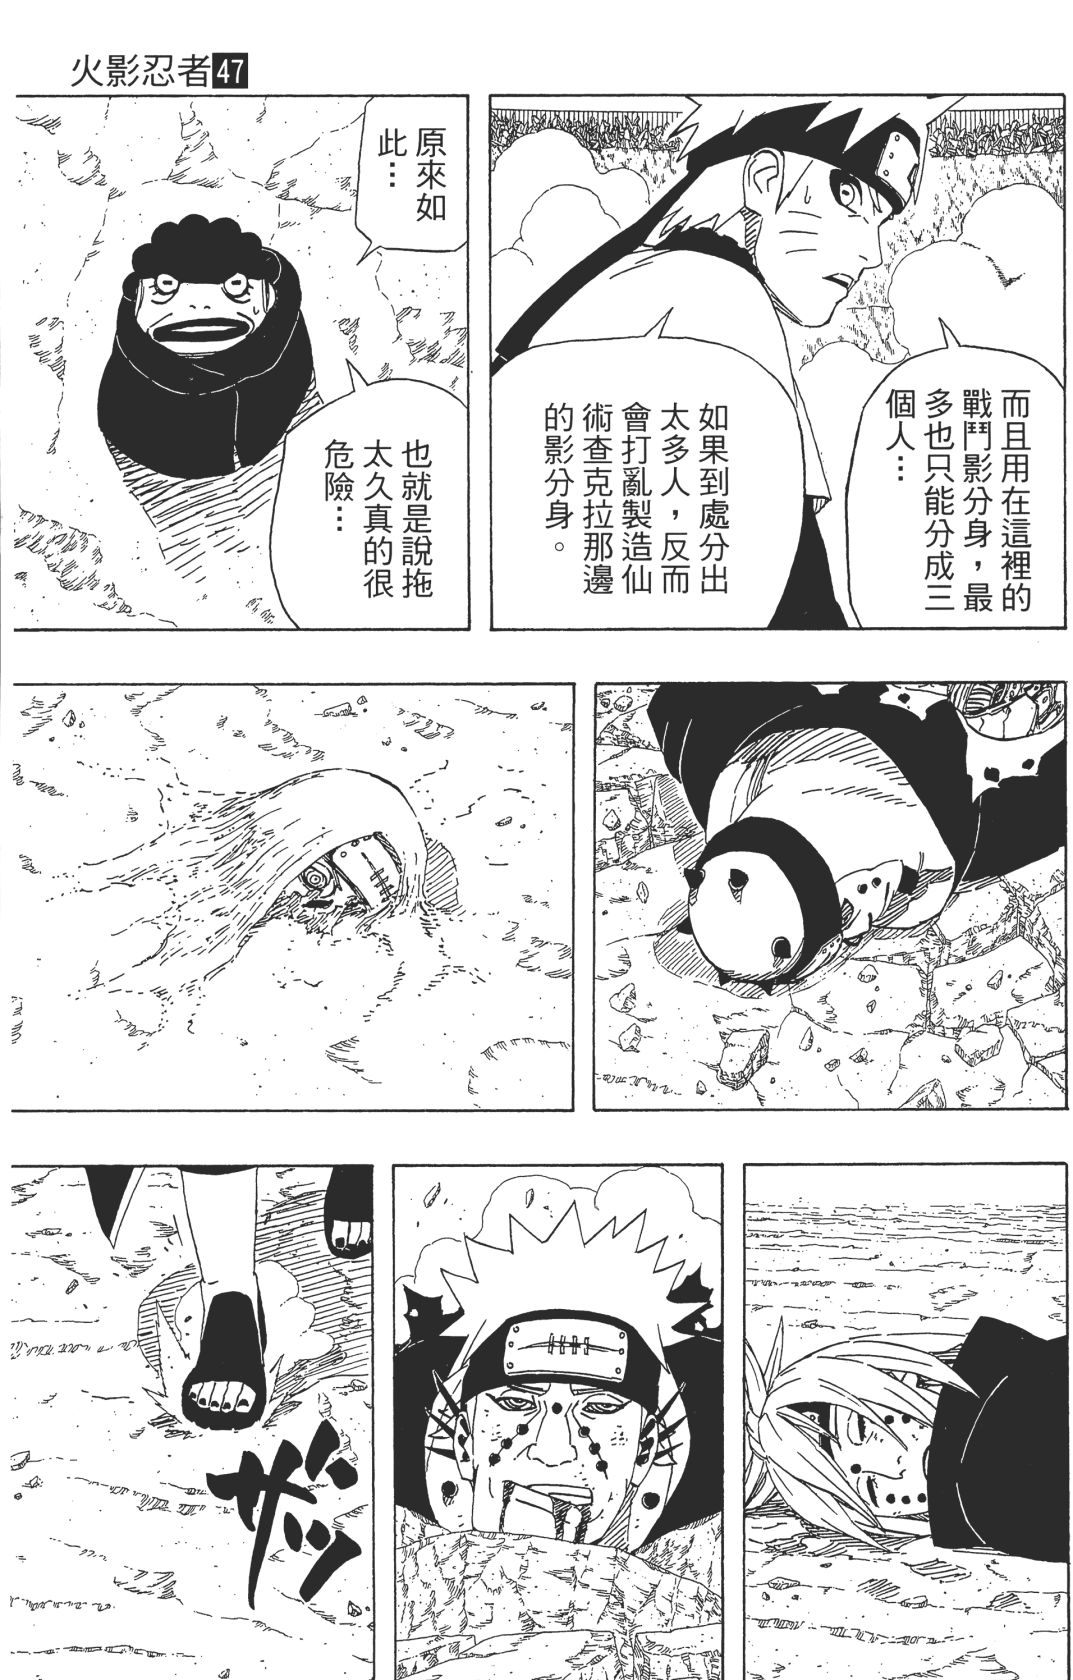 火影忍者47
而且用在這裡的
戰鬥影分身，最
多也只能分成三
個人…
如果到處分出
太多人，反而
會打亂製造仙
術查克拉那邊
的影分身。
原來如
此…
也就是說拖
太久真的很
危險…
ザッ